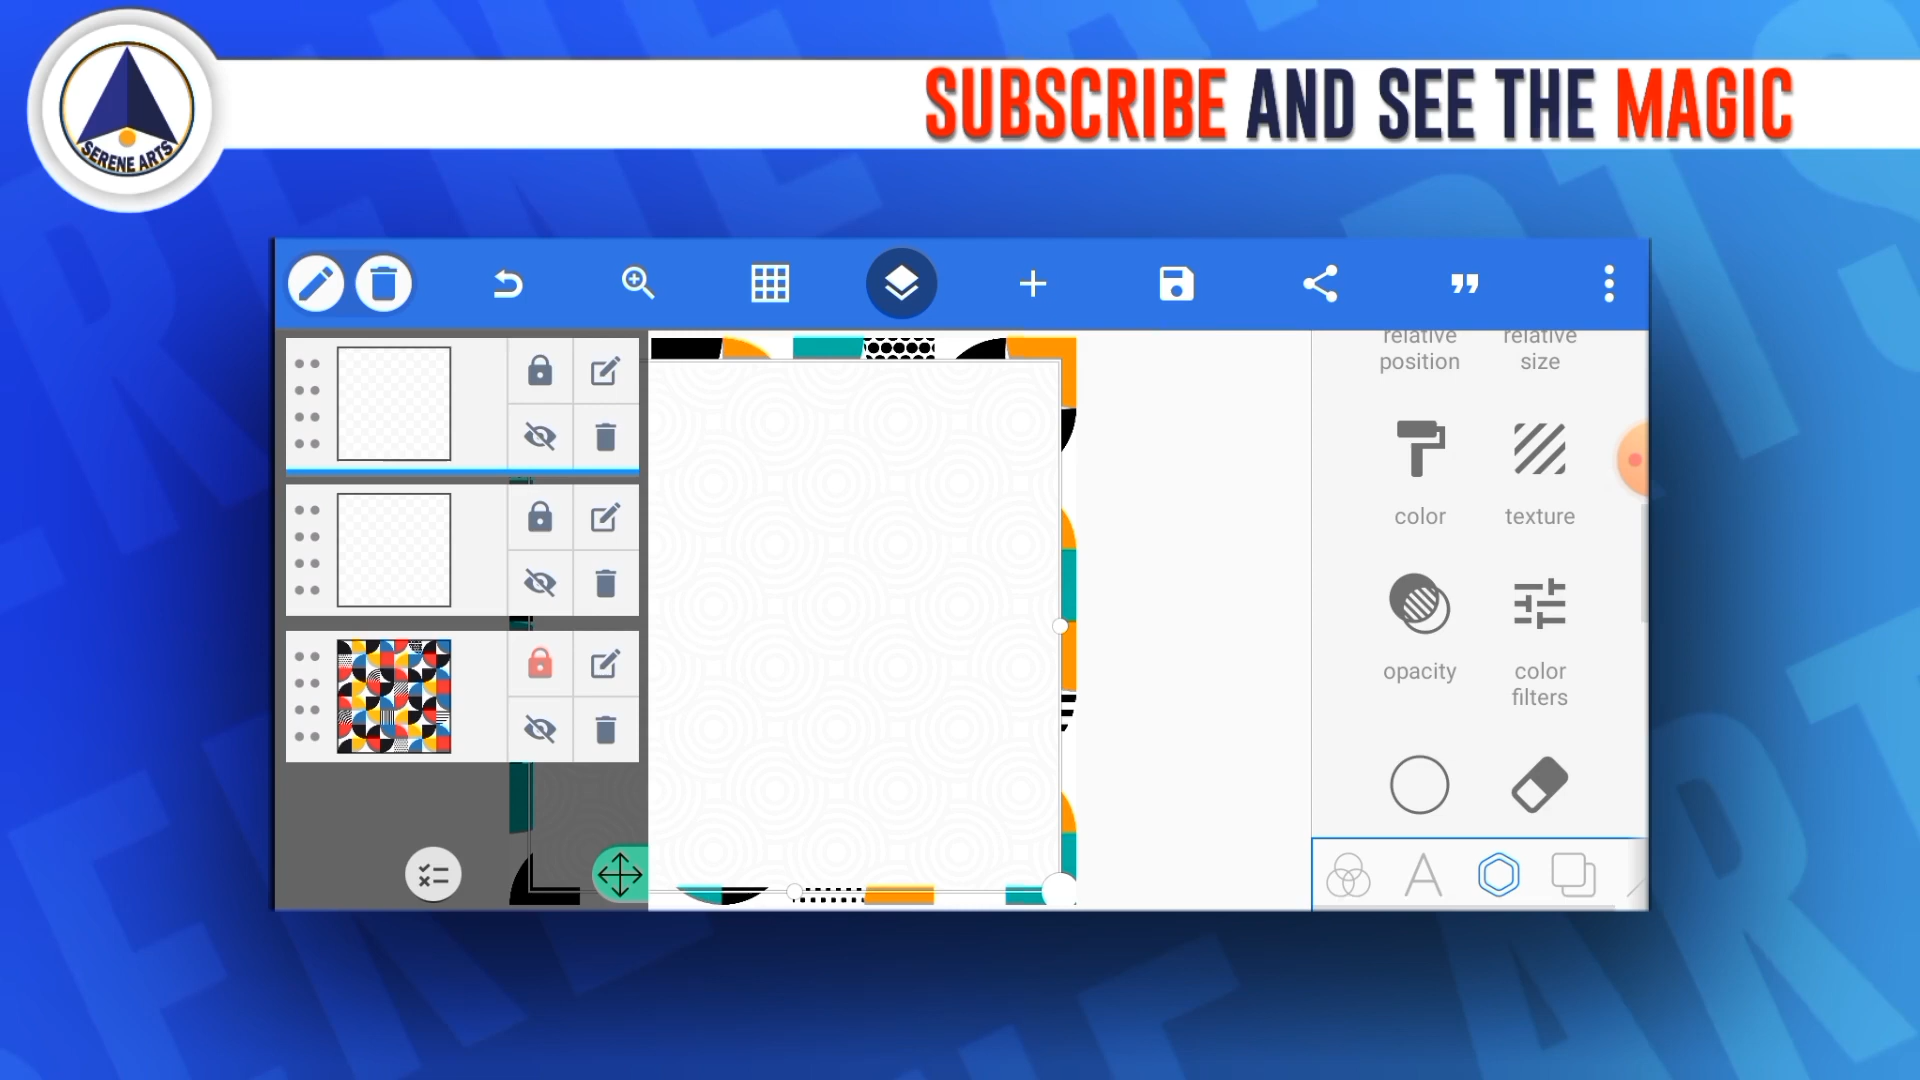 SUBSCRIBE AND SEE THE MAGIC
SERENE ARTS
relative
position
relative
size
color
texture
opacity
color
filters